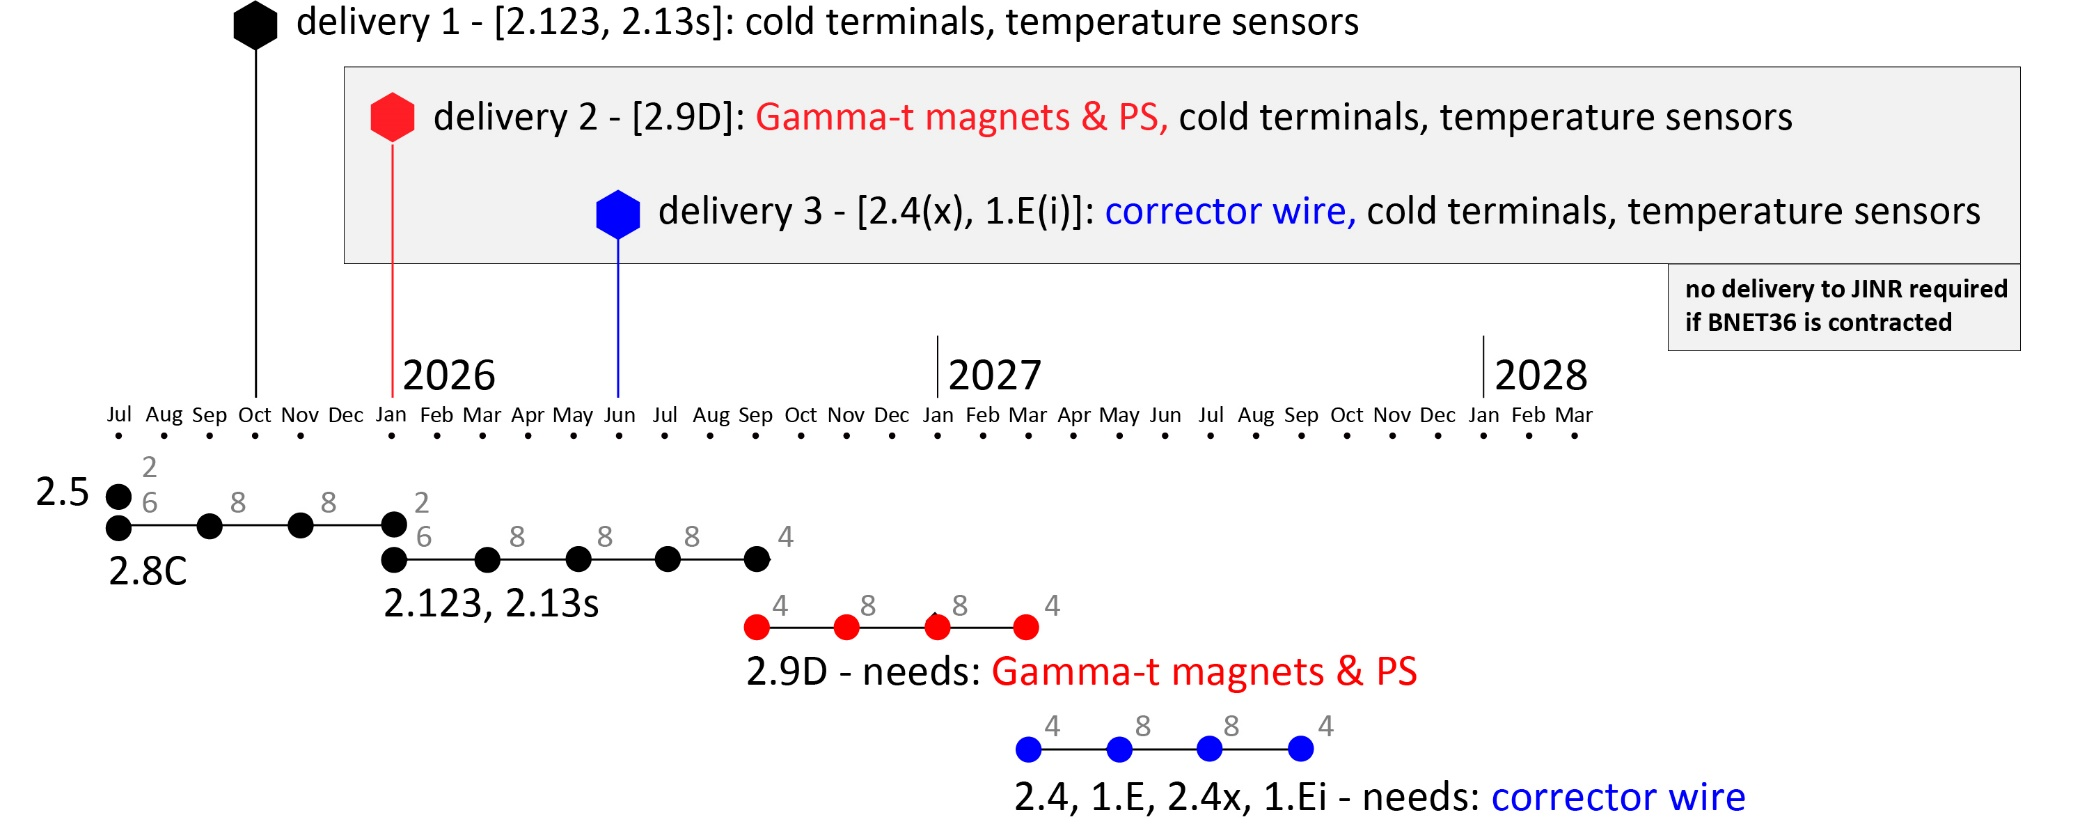 delivery 1 - [2.123, 2.13s]: cold terminals, temperature sensors
delivery 2 - [2.9D]: Gamma-t magnets & PS, cold terminals, temperature sensors
delivery 3 - [2.4(x), 1.E(i)]: corrector wire, cold terminals, temperature sensors
no delivery to JINR required
if BNET36 is contracted
2026 2027 2028
Jul Aug Sep Oct Nov Dec Jan Feb Mar Apr May Jun Jul Aug Sep Oct Nov Dec Jan Feb Mar Apr May Jun Jul Aug Sep Oct Nov Dec Jan Feb Mar
2
2.5
6 8 8 2
6 8 8 8 4
2.8C
2.123, 2.13s
4 8 8 4
2.9D - needs: Gamma-t magnets & PS
4 8 8 4
2.4, 1.E, 2.4x, 1.Ei - needs: corrector wire